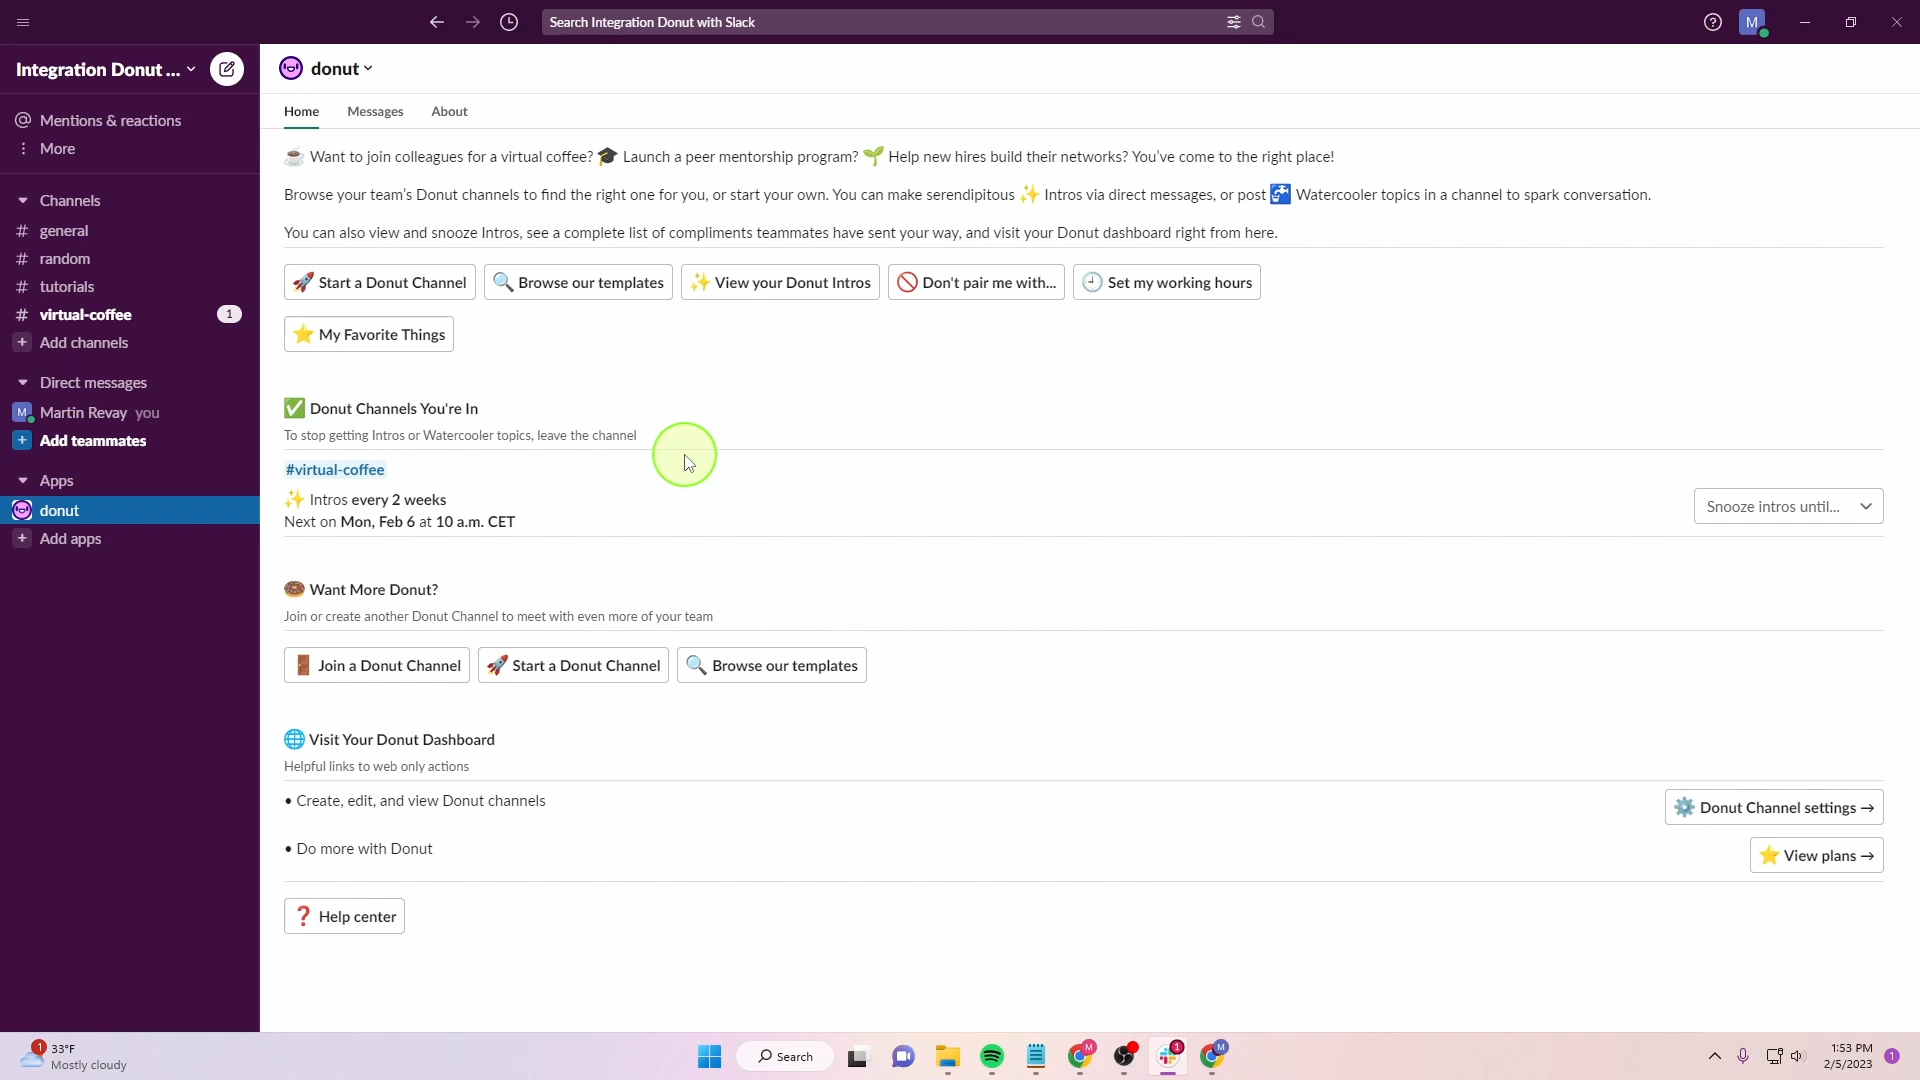 Search Integration Donut with Slack
M
Integration Donut ...
donut
Mentions & reactions
More
Home Messages About
Channels
# general
# random
# tutorials
# virtual-coffee 1
+ Add channels
Direct messages
M Martin Revay you
+ Add teammates
Apps
donut
+ Add apps
Want to join colleagues for a virtual coffee? Launch a peer mentorship program? Help new hires build their networks? You've come to the right place!
Browse your team's Donut channels to find the right one for you, or start your own. You can make serendipitous Intros via direct messages, or post Watercooler topics in a channel to spark conversation.
You can also view and snooze Intros, see a complete list of compliments teammates have sent your way, and visit your Donut dashboard right from here.
Start a Donut Channel Browse our templates View your Donut Intros Don't pair me with... Set my working hours
My Favorite Things
Donut Channels You're In
To stop getting Intros or Watercooler topics, leave the channel
#virtual-coffee
Intros every 2 weeks
Next on Mon, Feb 6 at 10 a.m. CET
Snooze intros until...
Want More Donut?
Join or create another Donut Channel to meet with even more of your team
Join a Donut Channel Start a Donut Channel Browse our templates
Visit Your Donut Dashboard
Helpful links to web only actions
• Create, edit, and view Donut channels
Donut Channel settings →
• Do more with Donut
View plans →
Help center
1
33°F
Mostly cloudy
Search
M
1
M
1:53 PM
2/5/2023
1